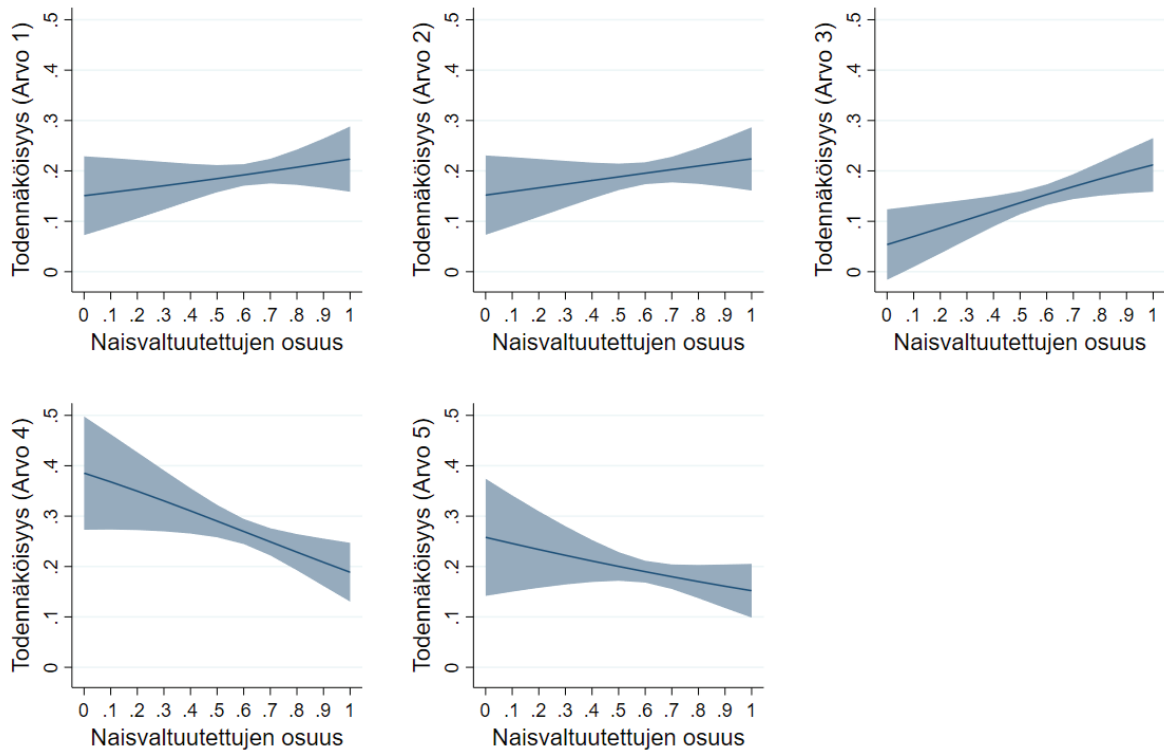 Todennäköisyys (Arvo 1)
.5
.4
.3
.2
.1
0
0 .1 .2 .3 .4 .5 .6 .7 .8 .9 1
Naisvaltuutettujen osuus
Todennäköisyys (Arvo 2)
.5
.4
.3
.2
.1
0
0 .1 .2 .3 .4 .5 .6 .7 .8 .9 1
Naisvaltuutettujen osuus
Todennäköisyys (Arvo 3)
.5
.4
.3
.2
.1
0
0 .1 .2 .3 .4 .5 .6 .7 .8 .9 1
Naisvaltuutettujen osuus
Todennäköisyys (Arvo 4)
.5
.4
.3
.2
.1
0
0 .1 .2 .3 .4 .5 .6 .7 .8 .9 1
Naisvaltuutettujen osuus
Todennäköisyys (Arvo 5)
.5
.4
.3
.2
.1
0
0 .1 .2 .3 .4 .5 .6 .7 .8 .9 1
Naisvaltuutettujen osuus